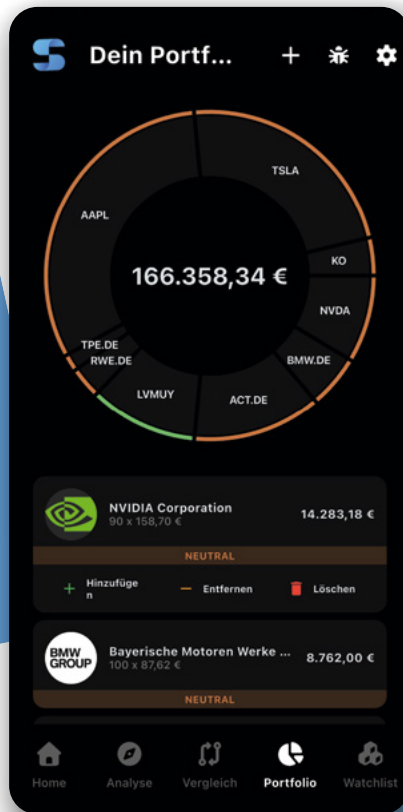 Dein Portf...
TSLA
AAPL
KO
166.358,34 €
NVDA
TPE.DE
RWE.DE
BMW.DE
LVMUY
ACT.DE
NVIDIA Corporation
14.283,18 €
90 x 158,70 €
NEUTRAL
Hinzufüge
n
Entfernen
Löschen
BMW
GROUP
Bayerische Motoren Werke ...
8.762,00 €
100 x 87,62 €
NEUTRAL
Home
Analyse
Vergleich
Portfolio
Watchlist